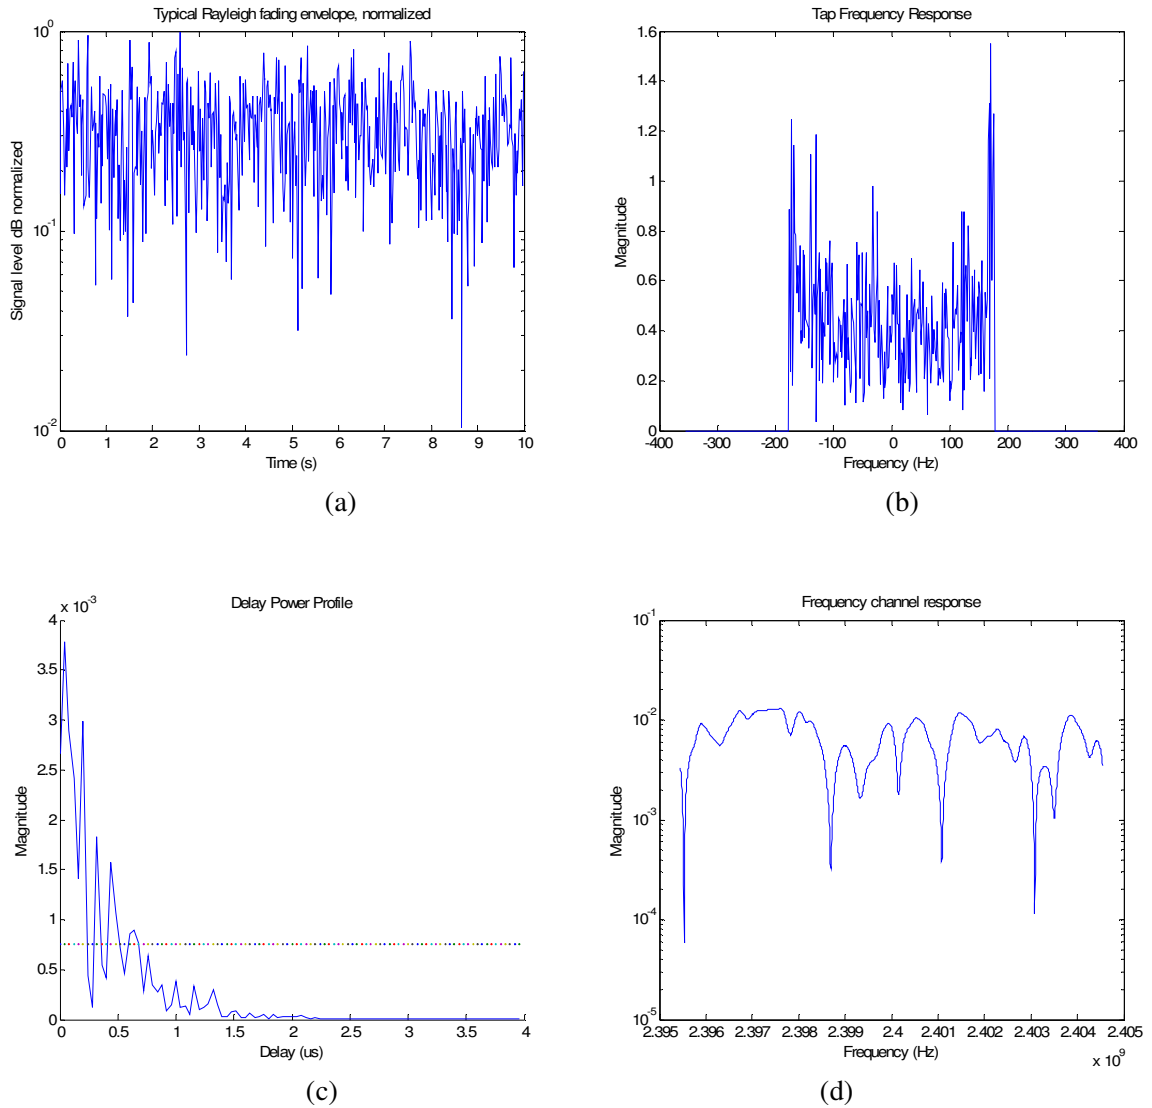 Typical Rayleigh fading envelope, normalized
Signal level dB normalized
10^0
10^-1
10^-2
0 1 2 3 4 5 6 7 8 9 10
Time (s)
(a)
Tap Frequency Response
Magnitude
1.6
1.4
1.2
1
0.8
0.6
0.4
0.2
0
-400 -300 -200 -100 0 100 200 300 400
Frequency (Hz)
(b)
Delay Power Profile
x 10^-3
Magnitude
4
3.5
3
2.5
2
1.5
1
0.5
0
0 0.5 1 1.5 2 2.5 3 3.5 4
Delay (us)
(c)
Frequency channel response
Magnitude
10^-1
10^-2
10^-3
10^-4
10^-5
2.395 2.396 2.397 2.398 2.399 2.4 2.401 2.402 2.403 2.404 2.405
Frequency (Hz)
x 10^9
(d)